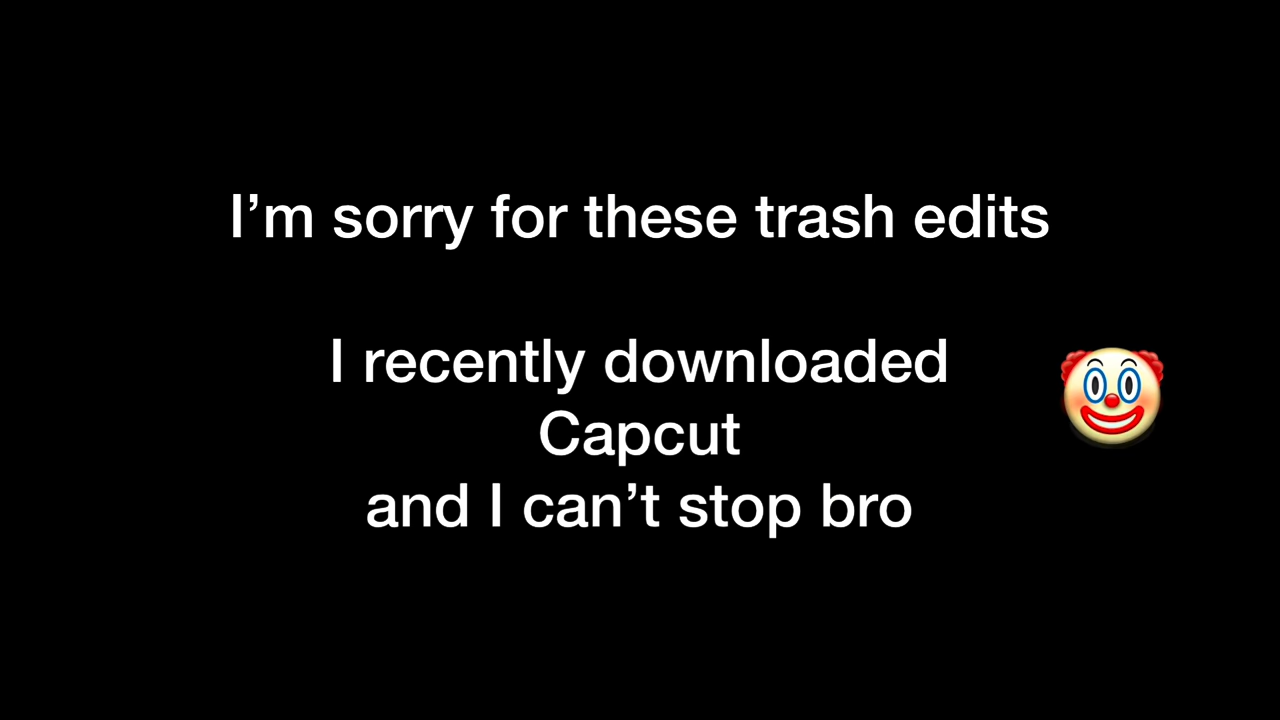 I’m sorry for these trash edits
I recently downloaded
Capcut
and I can’t stop bro